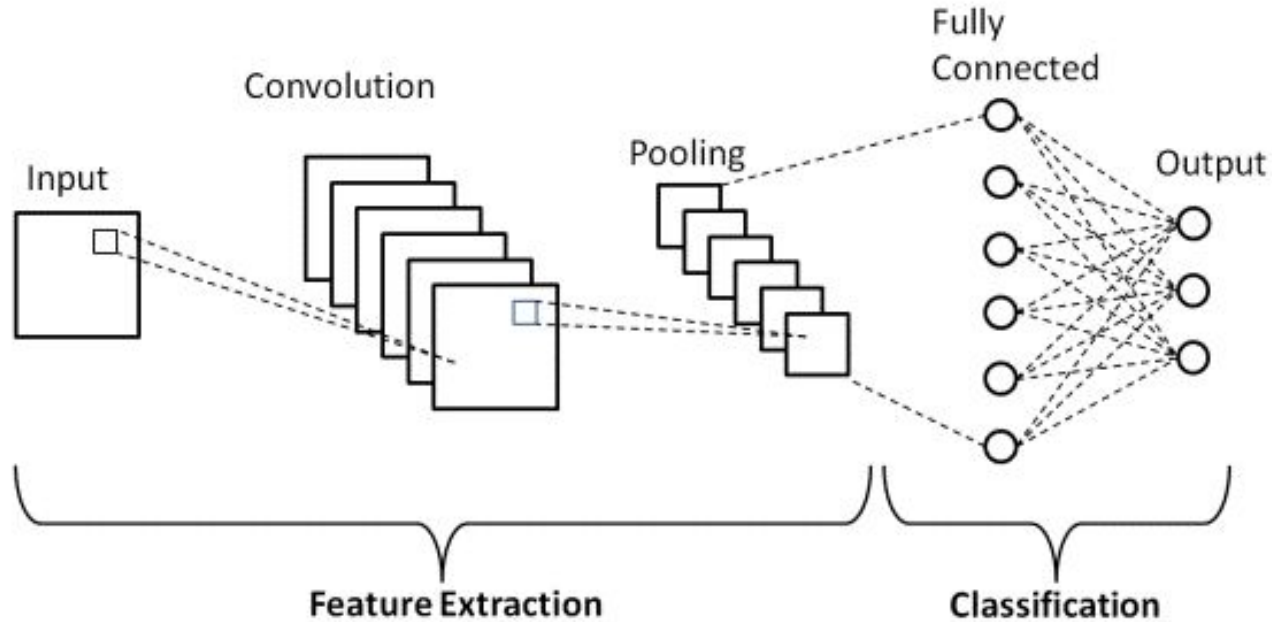 Input
Convolution
Pooling
Fully
Connected
Output
Feature Extraction
Classification